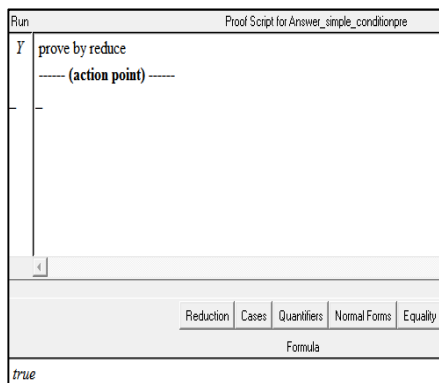 Run Proof Script for Answer_simple_conditionpre
Y prove by reduce
------ (action point) ------
Reduction Cases Quantifiers Normal Forms Equality
Formula
true